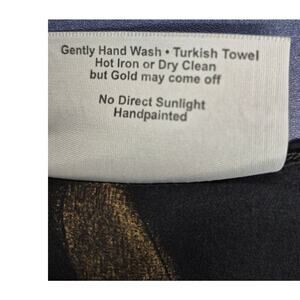 Gently Hand Wash • Turkish Towel
Hot Iron or Dry Clean
but Gold may come off
No Direct Sunlight
Handpainted